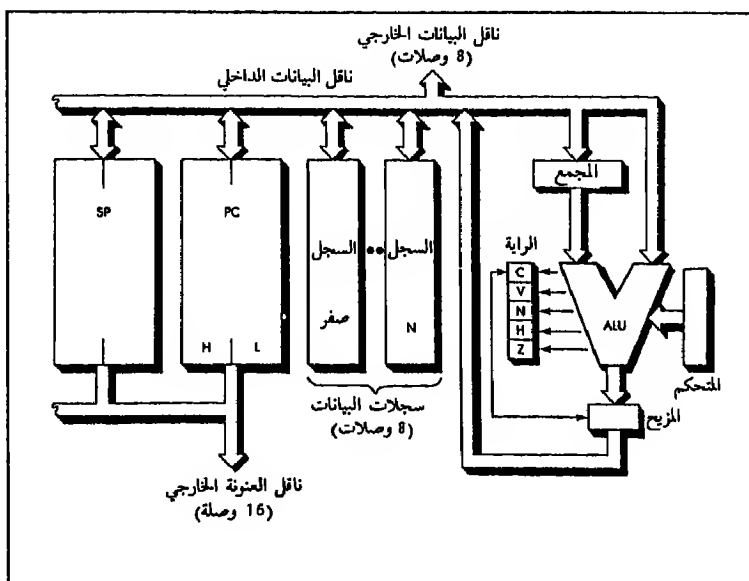 ناقل البيانات الخارجي
(8 وصلات)
ناقل البيانات الداخلي
SP
PC
H L
السجل
صفر
السجل
N
المجمع
الراية
C
V
N
H
Z
ALU
المتحكم
المزيح
سجلات البيانات
(8 وصلات)
ناقل العنونة الخارجي
(16 وصلة)